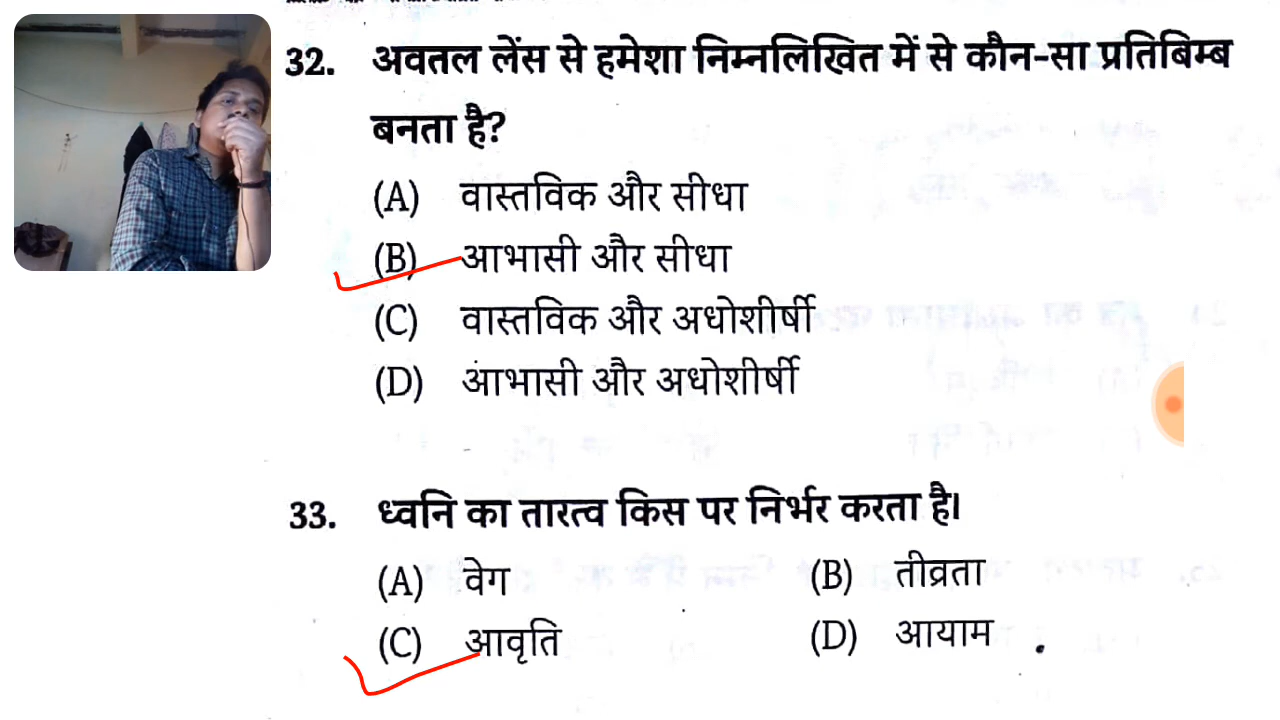 32. अवतल लेंस से हमेशा निम्नलिखित में से कौन-सा प्रतिबिम्ब
बनता है?
(A) वास्तविक और सीधा
(B) आभासी और सीधा
(C) वास्तविक और अधोशीर्षी
(D) आंभासी और अधोशीर्षी
33. ध्वनि का तारत्व किस पर निर्भर करता है।
(A) वेग (B) तीव्रता
(C) आवृति (D) आयाम